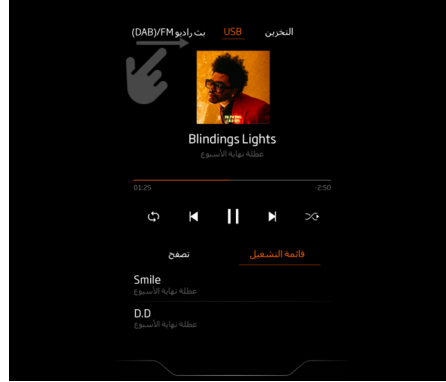 التخزين
USB
بث راديو DAB)/FM)
Blindings Lights
عطلة نهاية الأسبوع
01:25
-2:50
قائمة التشغيل
تصفح
Smile
عطلة نهاية الأسبوع
D.D
عطلة نهاية الأسبوع